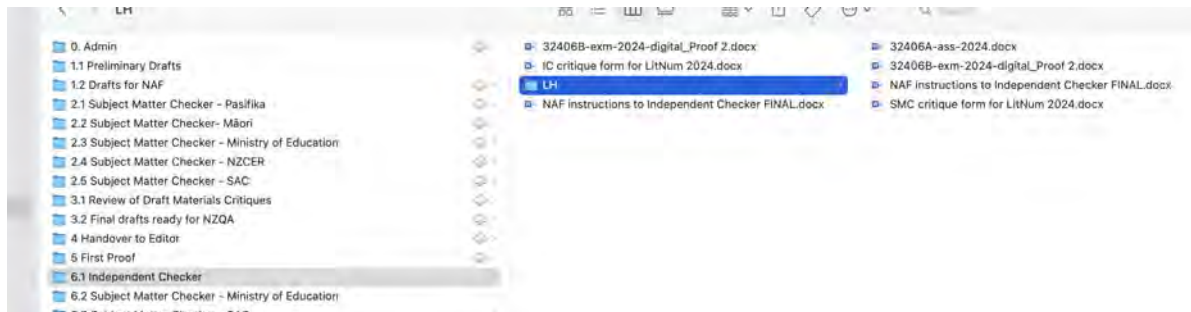 LH
0. Admin
1.1 Preliminary Drafts
1.2 Drafts for NAF
2.1 Subject Matter Checker - Pasifika
2.2 Subject Matter Checker- Māori
2.3 Subject Matter Checker - Ministry of Education
2.4 Subject Matter Checker - NZCER
2.5 Subject Matter Checker - SAC
3.1 Review of Draft Materials Critiques
3.2 Final drafts ready for NZQA
4 Handover to Editor
5 First Proof
6.1 Independent Checker
6.2 Subject Matter Checker - Ministry of Education
32406B-exm-2024-digital_Proof 2.docx
IC critique form for LitNum 2024.docx
LH
NAF instructions to Independent Checker FINAL.docx
32406A-ass-2024.docx
32406B-exm-2024-digital_Proof 2.docx
NAF instructions to Independent Checker FINAL.docx
SMC critique form for LitNum 2024.docx